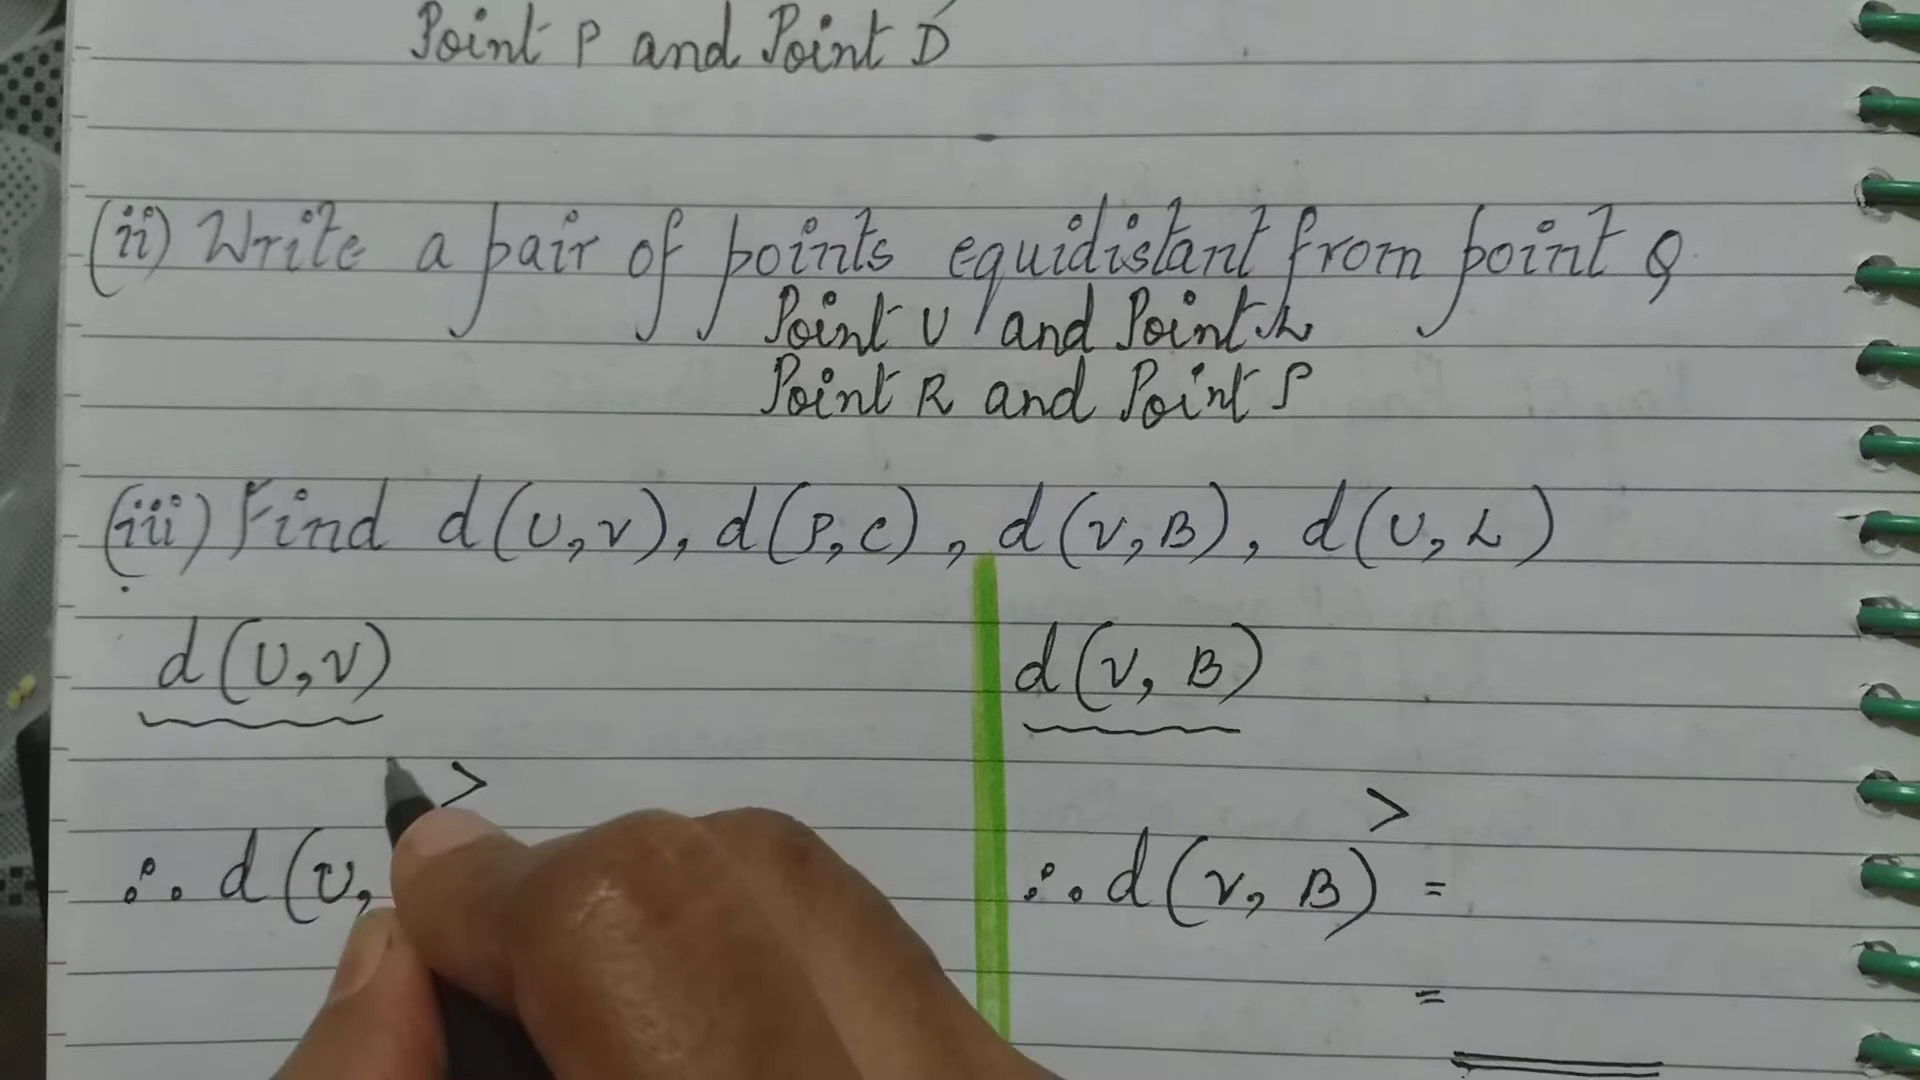 Point P and Point D
(ii) Write a pair of points equidistant from point Q.
Point U and Point L
Point R and Point P
(iii) Find d(U,V), d(P,C), d(V,B), d(U,L)
d(U,V)
d(V, B)
>
>
∴ d(U,
∴ d(V, B) =
=